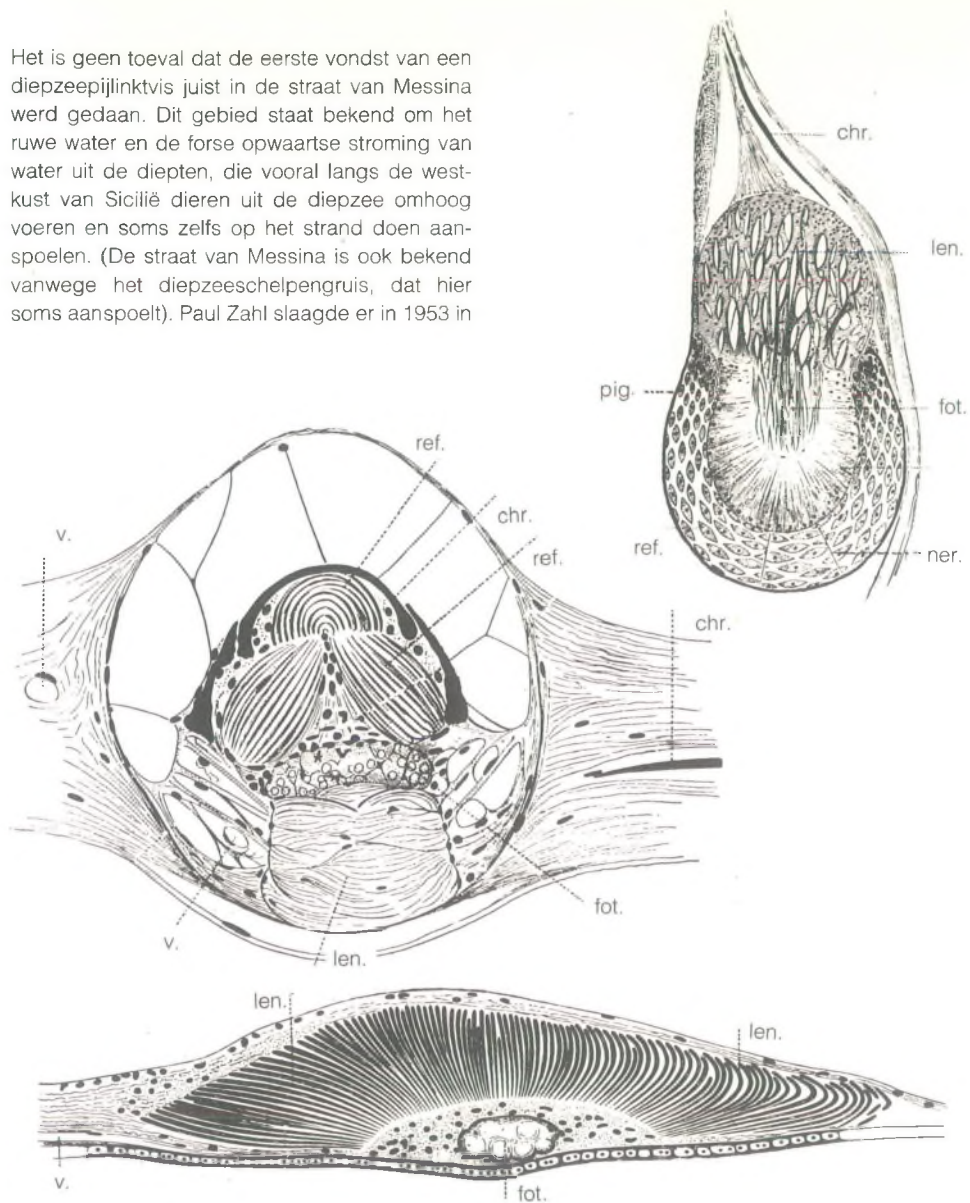 Het is geen toeval dat de eerste vondst van een
diepzeepijlinktvis juist in de straat van Messina
werd gedaan. Dit gebied staat bekend om het
ruwe water en de forse opwaartse stroming van
water uit de diepten, die vooral langs de west-
kust van Sicilië dieren uit de diepzee omhoog
voeren en soms zelfs op het strand doen aan-
spoelen. (De straat van Messina is ook bekend
vanwege het diepzeeschelpengruis, dat hier
soms aanspoelt). Paul Zahl slaagde er in 1953 in
chr.
len.
pig.
fot.
ref.
ner.
ref.
chr.
ref.
v.
chr.
fot.
v.
len.
len.
len.
v.
fot.